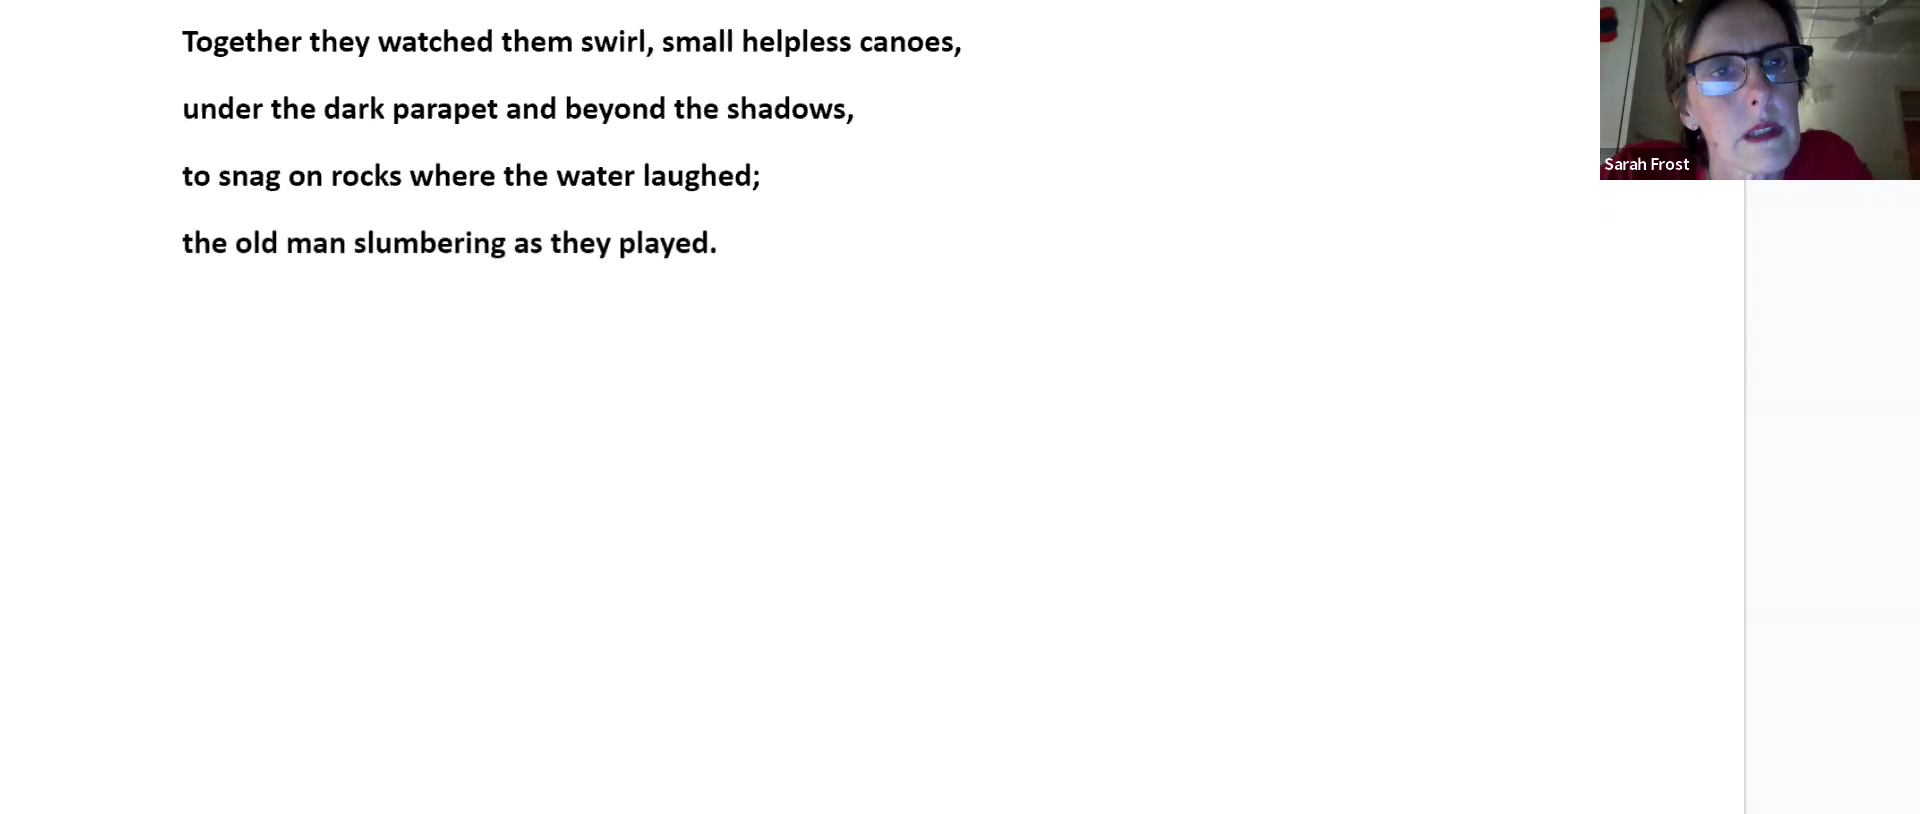 Together they watched them swirl, small helpless canoes,
under the dark parapet and beyond the shadows,
to snag on rocks where the water laughed;
the old man slumbering as they played.
Sarah Frost